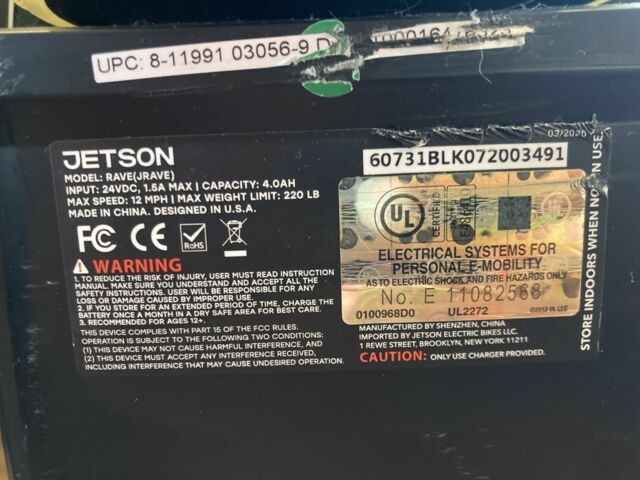 UPC: 8-11991 03056-9 D
03/2020
JETSON
60731BLK072003491
MODEL: RAVE(JRAVE)
INPUT: 24VDC, 1.5A MAX | CAPACITY: 4.0AH
MAX SPEED: 12 MPH | MAX WEIGHT LIMIT: 220 LB
MADE IN CHINA. DESIGNED IN U.S.A.
FC CE RoHS
UL
CERTIFIED
ELECTRICAL SYSTEMS FOR
PERSONAL E-MOBILITY
AS TO ELECTRIC SHOCK AND FIRE HAZARDS ONLY
No. E 11082568
0100968D0 UL2272 ©2013 UL LLC
WARNING
1. TO REDUCE THE RISK OF INJURY, USER MUST READ INSTRUCTION
MANUAL. MAKE SURE YOU UNDERSTAND AND ACCEPT ALL THE
SAFETY INSTRUCTIONS. THE USER WILL BE RESPONSIBLE FOR ANY
LOSS OR DAMAGE CAUSED BY IMPROPER USE.
2. IF YOU STORE FOR AN EXTENDED PERIOD OF TIME, CHARGE THE
BATTERY ONCE A MONTH IN A DRY SAFE AREA FOR BEST CARE.
3. RECOMMENDED FOR AGES 12+.
THIS DEVICE COMPLIES WITH PART 15 OF THE FCC RULES.
OPERATION IS SUBJECT TO THE FOLLOWING TWO CONDITIONS:
(1) THIS DEVICE MAY NOT CAUSE HARMFUL INTERFERENCE, AND
(2) THIS DEVICE MUST ACCEPT ANY INTERFERENCE RECEIVED,
INCLUDING INTERFERENCE THAT MAY CAUSE UNDESIRED OPERATION.
MANUFACTURED BY SHENZHEN, CHINA
IMPORTED BY JETSON ELECTRIC BIKES LLC.
1 REWE STREET, BROOKLYN, NEW YORK 11211
CAUTION: ONLY USE CHARGER PROVIDED.
STORE INDOORS WHEN NOT IN USE.